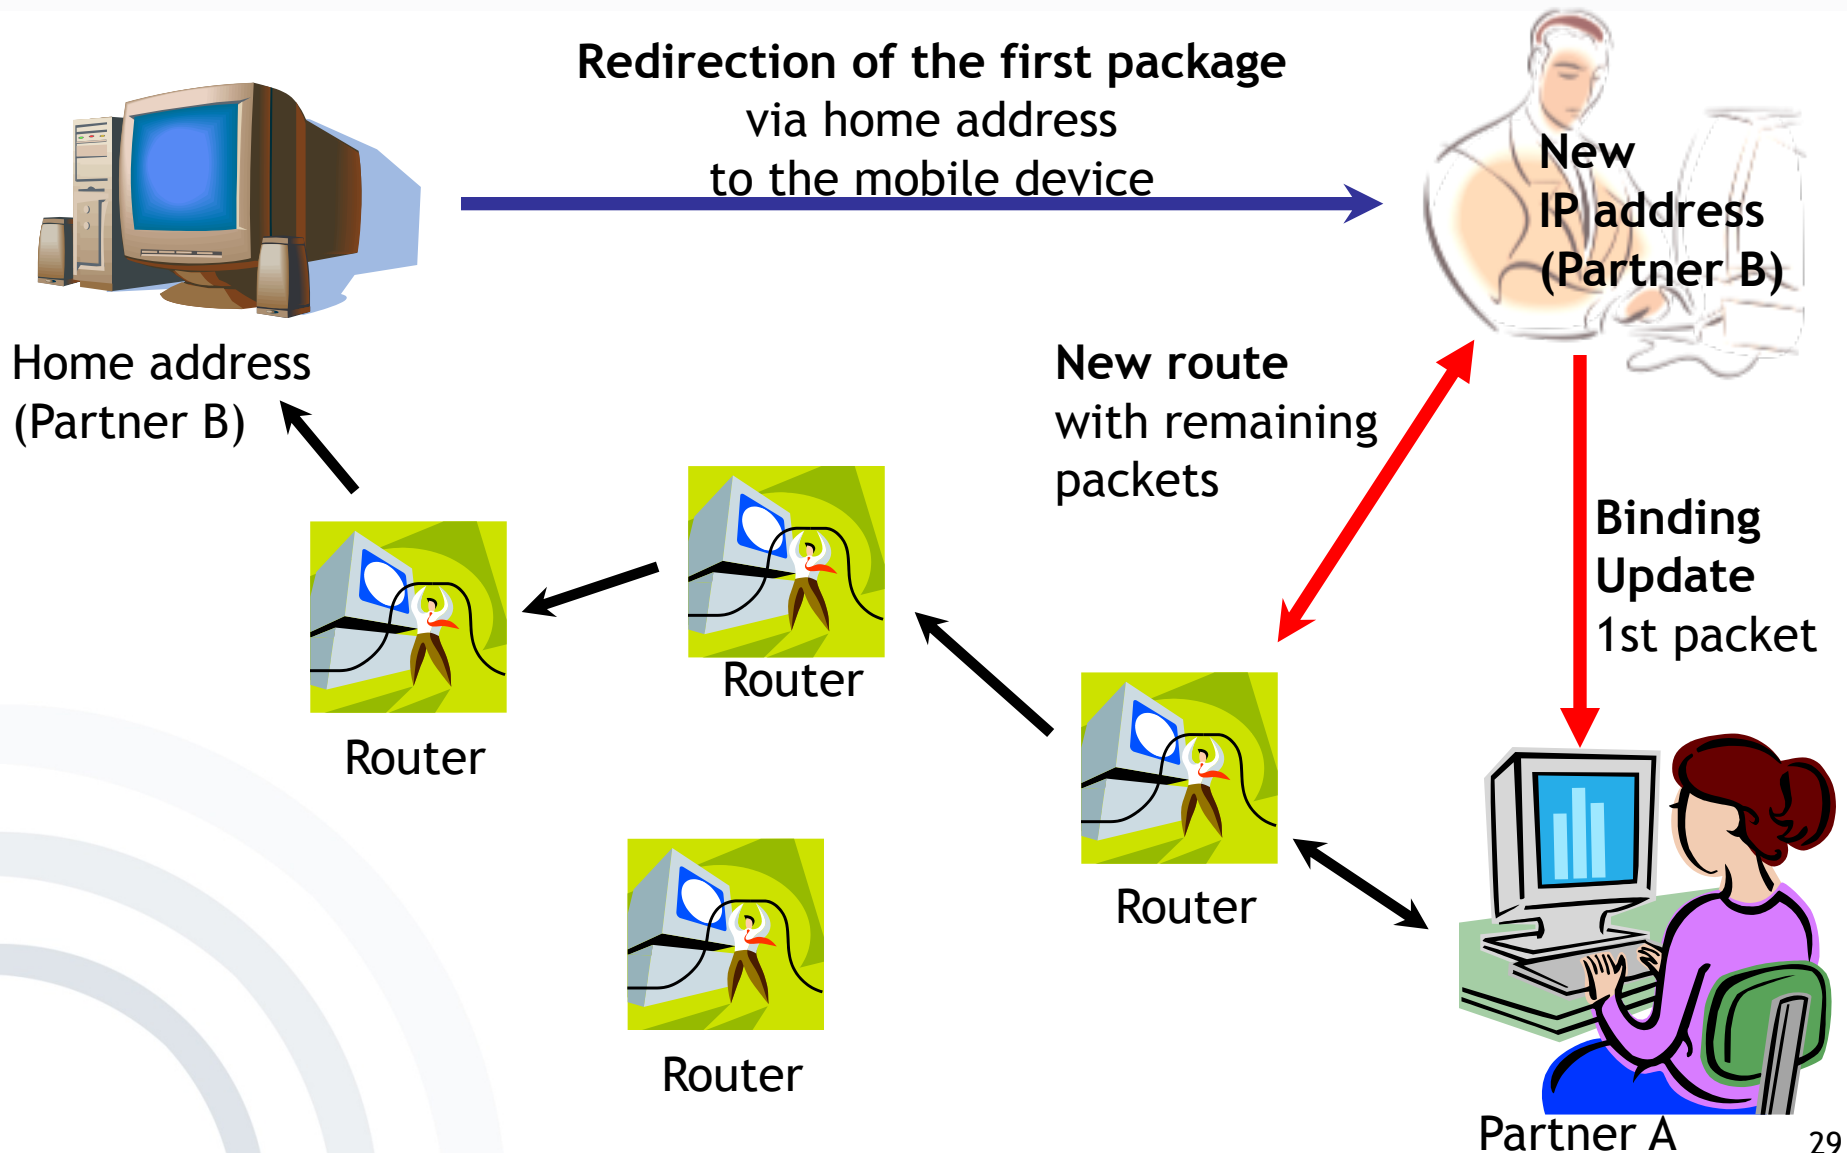 Redirection of the first package
via home address
to the mobile device
New
IP address
(Partner B)
Home address
(Partner B)
New route
with remaining
packets
Binding
Update
1st packet
Router
Router
Router
Router
Partner A
29